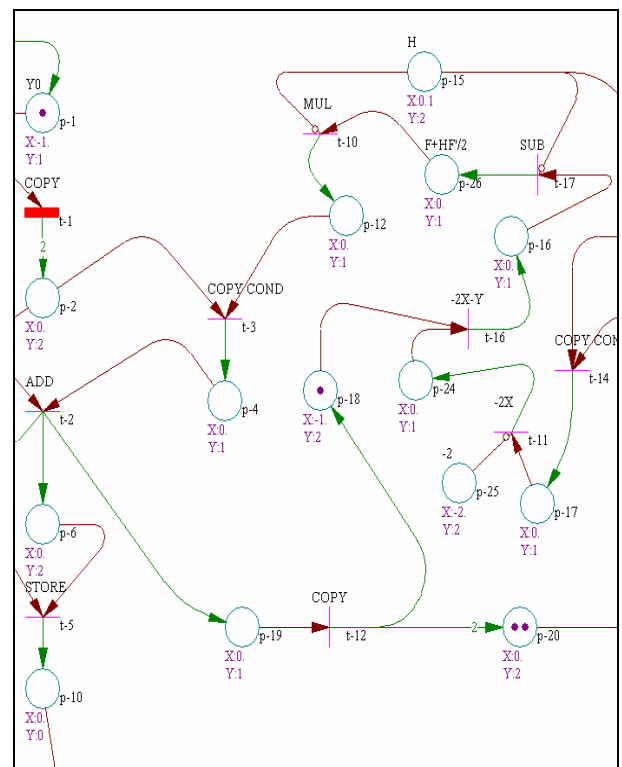 H
p-15
X:0.1
Y:2
Y0
p-1
X:-1.
Y:1
MUL
t-10
F+HF/2
p-26
X:0.
Y:1
SUB
t-17
COPY
t-1
2
p-12
X:0.
Y:1
p-16
X:0.
Y:1
p-2
X:0.
Y:2
COPY COND
t-3
-2X-Y
t-16
COPY CON
t-14
ADD
t-2
p-4
X:0.
Y:1
p-18
X:-1.
Y:2
p-24
X:0.
Y:1
-2X
t-11
-2
p-25
X:-2.
Y:2
p-17
X:0.
Y:1
p-6
X:0.
Y:2
STORE
t-5
COPY
t-12
p-19
X:0.
Y:1
2
p-20
X:0.
Y:2
p-10
X:0.
Y:0